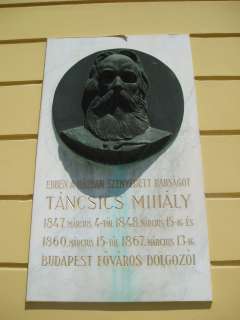 EBBEN A HÁZBAN SZENVEDETT RABSÁGOT
TÁNCSICS MIHÁLY
1847. MÁRCIUS 4-TŐL 1848. MÁRCIUS 15-IG ÉS
1860. MÁRCIUS 15-TŐL 1867. MÁRCIUS 13-IG.
BUDAPEST FŐVÁROS DOLGOZÓI